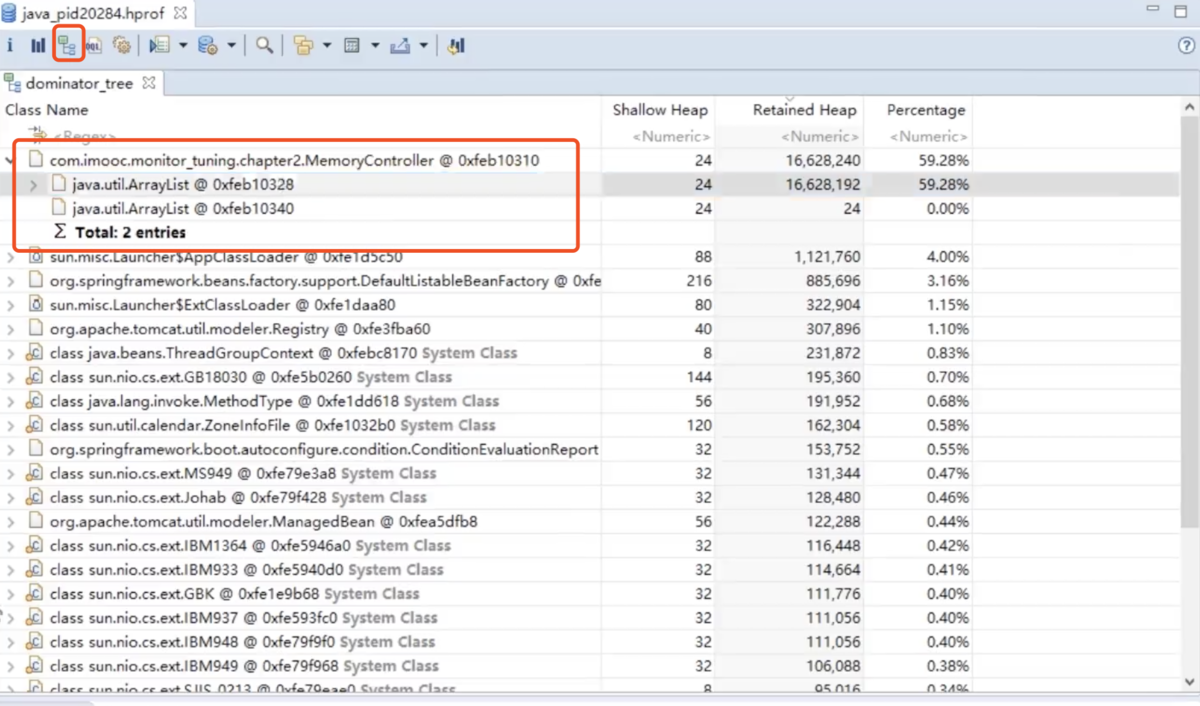 java_pid20284.hprof
i OQL ?
dominator_tree
Class Name Shallow Heap Retained Heap Percentage
<Regex> <Numeric> <Numeric> <Numeric>
com.imooc.monitor_tuning.chapter2.MemoryController @ 0xfeb10310 24 16,628,240 59.28%
java.util.ArrayList @ 0xfeb10328 24 16,628,192 59.28%
java.util.ArrayList @ 0xfeb10340 24 24 0.00%
Σ Total: 2 entries
sun.misc.Launcher$AppClassLoader @ 0xfe1d5c50 88 1,121,760 4.00%
org.springframework.beans.factory.support.DefaultListableBeanFactory @ 0xfe 216 885,696 3.16%
sun.misc.Launcher$ExtClassLoader @ 0xfe1daa80 80 322,904 1.15%
org.apache.tomcat.util.modeler.Registry @ 0xfe3fba60 40 307,896 1.10%
class java.beans.ThreadGroupContext @ 0xfebc8170 System Class 8 231,872 0.83%
class sun.nio.cs.ext.GB18030 @ 0xfe5b0260 System Class 144 195,360 0.70%
class java.lang.invoke.MethodType @ 0xfe1dd618 System Class 56 191,952 0.68%
class sun.util.calendar.ZoneInfoFile @ 0xfe1032b0 System Class 120 162,304 0.58%
org.springframework.boot.autoconfigure.condition.ConditionEvaluationReport 32 153,752 0.55%
class sun.nio.cs.ext.MS949 @ 0xfe79e3a8 System Class 32 131,344 0.47%
class sun.nio.cs.ext.Johab @ 0xfe79f428 System Class 32 128,480 0.46%
org.apache.tomcat.util.modeler.ManagedBean @ 0xfea5dfb8 56 122,288 0.44%
class sun.nio.cs.ext.IBM1364 @ 0xfe5946a0 System Class 32 116,448 0.42%
class sun.nio.cs.ext.IBM933 @ 0xfe5940d0 System Class 32 114,664 0.41%
class sun.nio.cs.ext.GBK @ 0xfe1e9b68 System Class 32 111,776 0.40%
class sun.nio.cs.ext.IBM937 @ 0xfe593fc0 System Class 32 111,056 0.40%
class sun.nio.cs.ext.IBM948 @ 0xfe79f9f0 System Class 32 111,056 0.40%
class sun.nio.cs.ext.IBM949 @ 0xfe79f968 System Class 32 106,088 0.38%
class sun.nio.cs.ext.SJIS_0213 @ 0xfe79eae0 System Class 8 95,016 0.34%